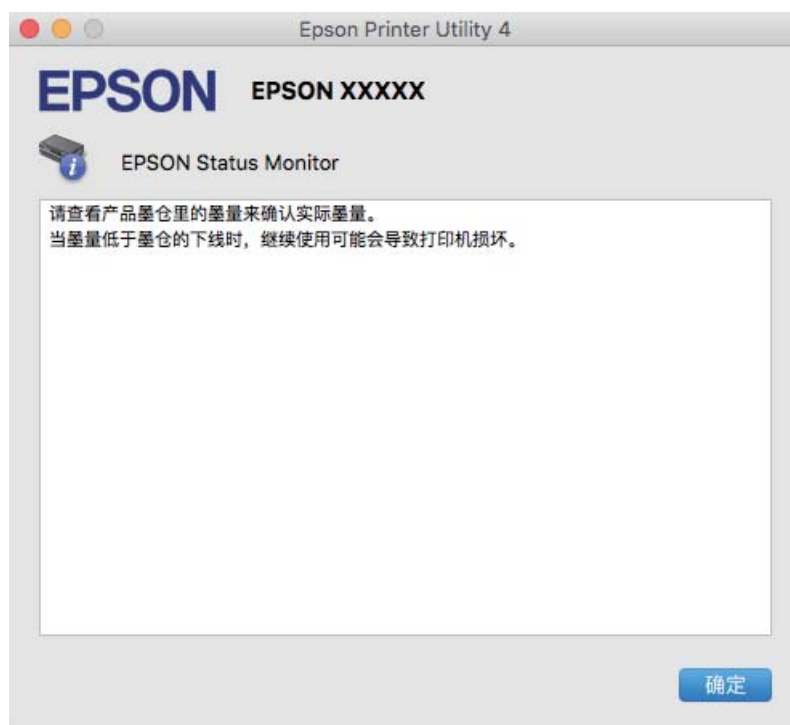 Epson Printer Utility 4
EPSON EPSON XXXXX
EPSON Status Monitor
请查看产品墨仓里的墨量来确认实际墨量。
当墨量低于墨仓的下线时，继续使用可能会导致打印机损坏。
确定